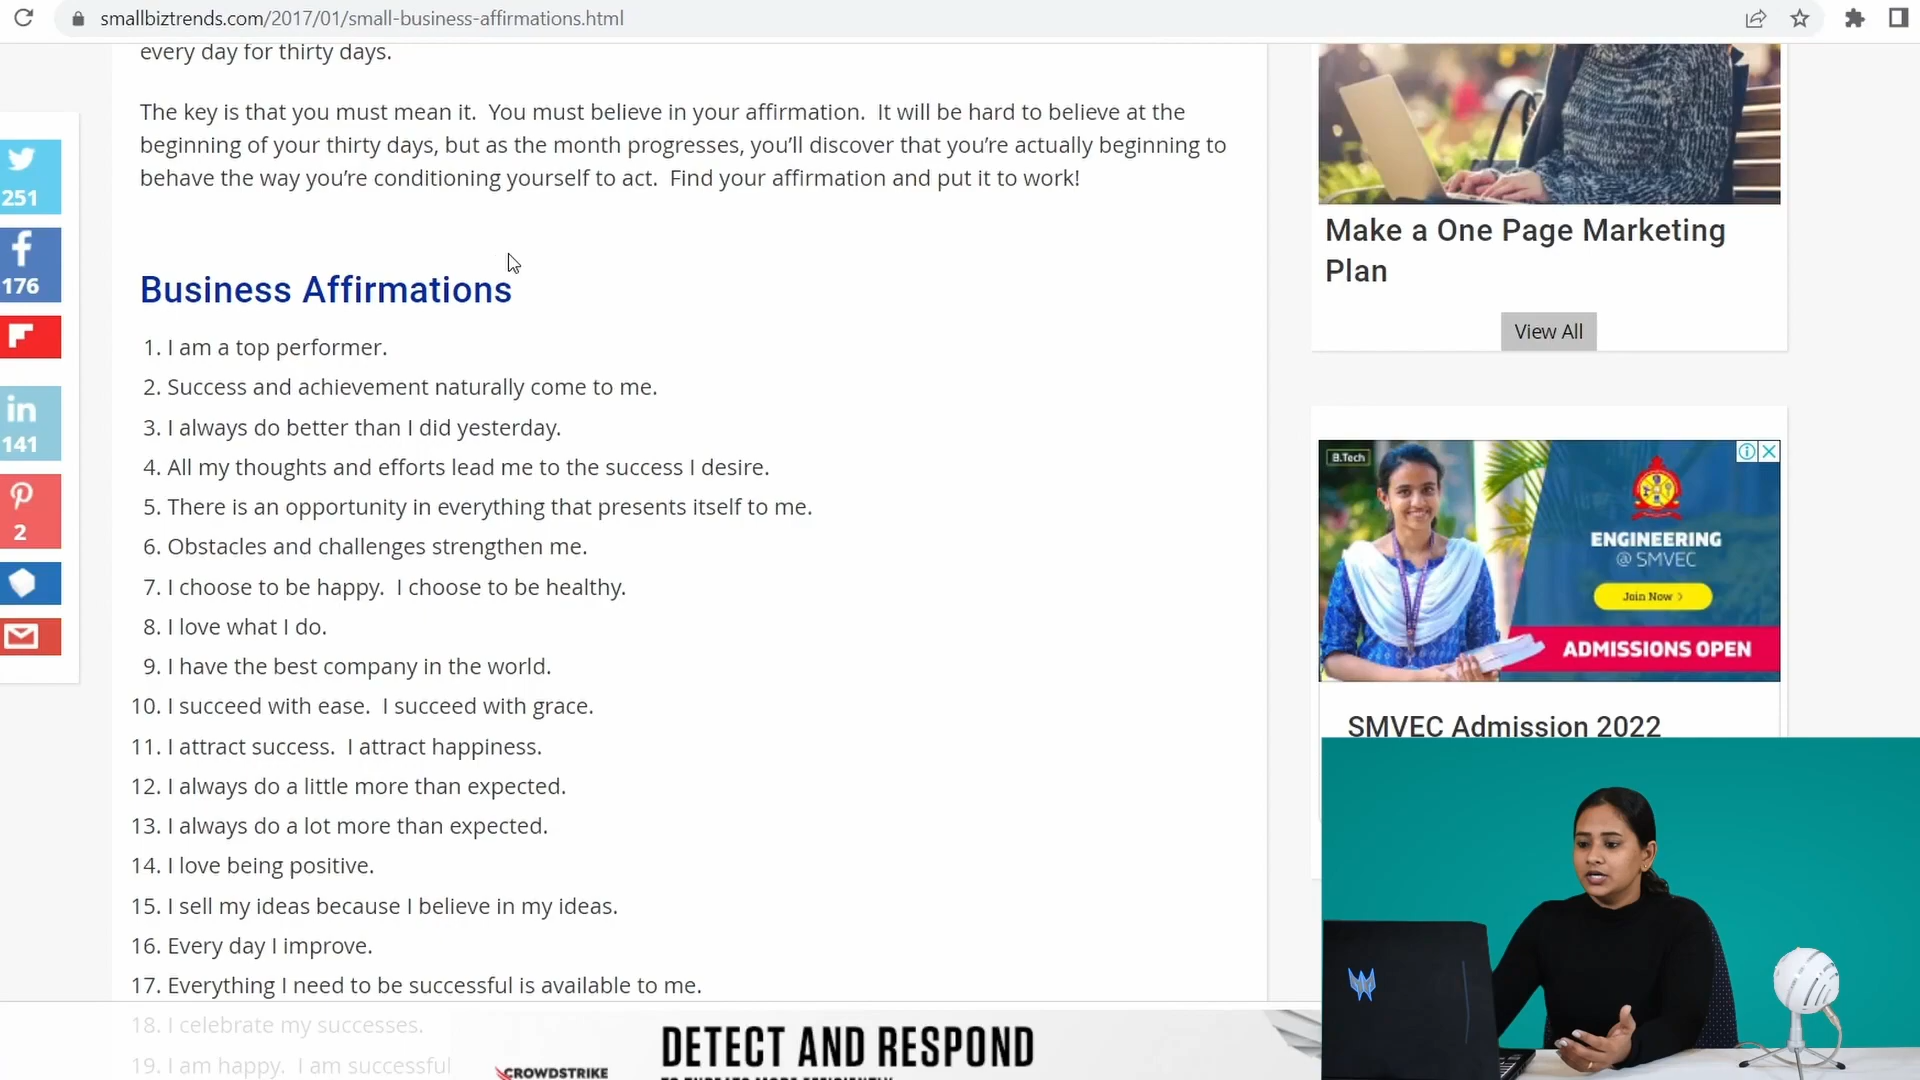 smallbiztrends.com/2017/01/small-business-affirmations.html
every day for thirty days.
The key is that you must mean it.  You must believe in your affirmation.  It will be hard to believe at the
beginning of your thirty days, but as the month progresses, you’ll discover that you’re actually beginning to
behave the way you’re conditioning yourself to act.  Find your affirmation and put it to work!
251
176
in
141
2
Business Affirmations
1. I am a top performer.
2. Success and achievement naturally come to me.
3. I always do better than I did yesterday.
4. All my thoughts and efforts lead me to the success I desire.
5. There is an opportunity in everything that presents itself to me.
6. Obstacles and challenges strengthen me.
7. I choose to be happy.  I choose to be healthy.
8. I love what I do.
9. I have the best company in the world.
10. I succeed with ease.  I succeed with grace.
11. I attract success.  I attract happiness.
12. I always do a little more than expected.
13. I always do a lot more than expected.
14. I love being positive.
15. I sell my ideas because I believe in my ideas.
16. Every day I improve.
17. Everything I need to be successful is available to me.
18. I celebrate my successes.
19. I am happy.  I am successful
Make a One Page Marketing
Plan
View All
B.Tech
ENGINEERING
@ SMVEC
Join Now >
ADMISSIONS OPEN
SMVEC Admission 2022
DETECT AND RESPOND
CROWDSTRIKE